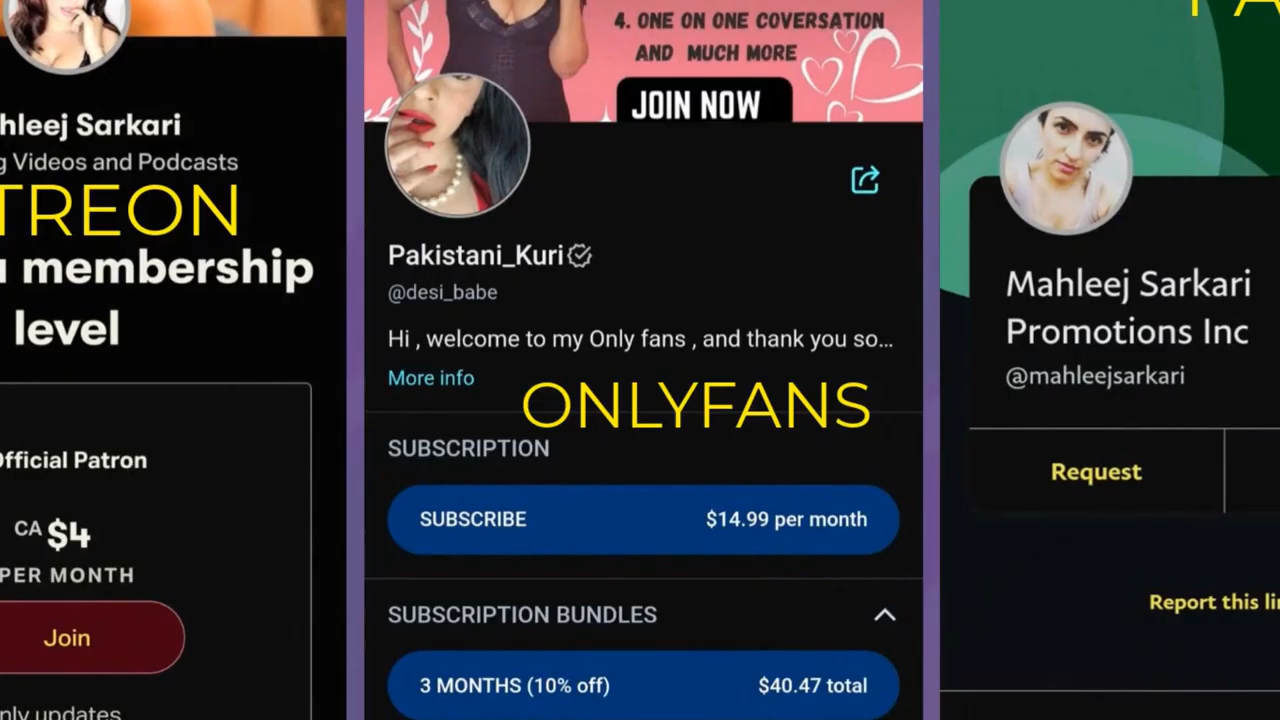 hleej Sarkari
g Videos and Podcasts
TREON
membership
level
fficial Patron
CA $4
PER MONTH
Join
nly updates
4. ONE ON ONE COVERSATION
AND MUCH MORE
JOIN NOW
Pakistani_Kuri
@desi_babe
Hi , welcome to my Only fans , and thank you so...
More info
ONLYFANS
SUBSCRIPTION
SUBSCRIBE $14.99 per month
SUBSCRIPTION BUNDLES
3 MONTHS (10% off) $40.47 total
PA
Mahleej Sarkari
Promotions Inc
@mahleejsarkari
Request
Report this li